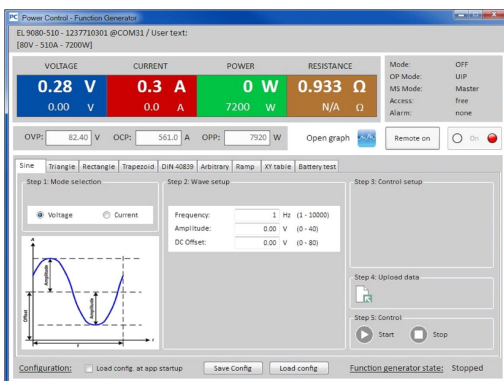 PC Power Control - Function Generator
EL 9080-510 - 1237710301 @COM31 / User text:
[80V - 510A - 7200W]
VOLTAGE CURRENT POWER RESISTANCE
0.28 V 0.3 A 0 W 0.933 Ω
0.00 V 0.0 A 7200 W N/A Ω
Mode: OFF
OP Mode: UIP
MS Mode: Master
Access: free
Alarm: none
OVP: 82.40 V OCP: 561.0 A OPP: 7920 W Open graph Remote on On
Sine Triangle Rectangle Trapezoid DIN 40839 Arbitrary Ramp XY table Battery test
Step 1: Mode selection
Voltage Current
A
Amplitude
Amplitude
Offset
t
f
Step 2: Wave setup
Frequency: 1 Hz (1 - 10000)
Amplitude: 0.00 V (0 - 40)
DC Offset: 0.00 V (0 - 80)
Step 3: Control setup
Step 4: Upload data
Step 5: Control
Start Stop
Configuration: Load config. at app startup Save Config Load config Function generator state: Stopped